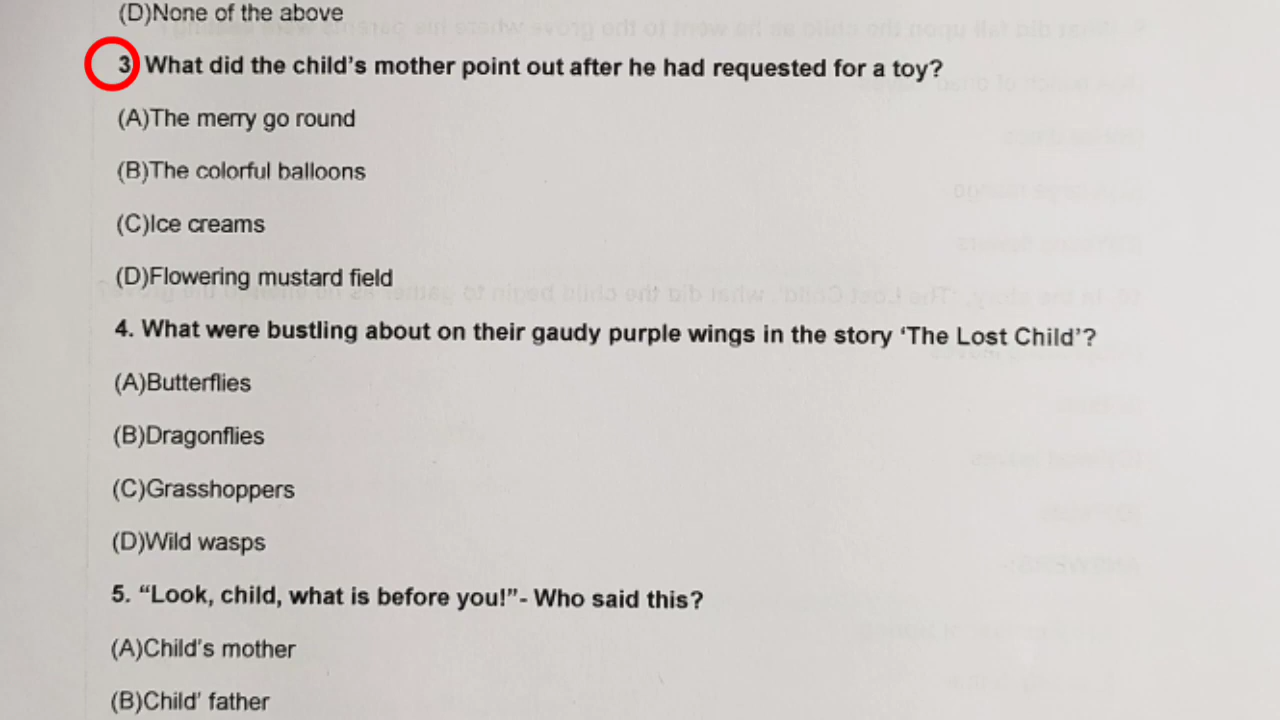 (D)None of the above
3 What did the child's mother point out after he had requested for a toy?
(A)The merry go round
(B)The colorful balloons
(C)Ice creams
(D)Flowering mustard field
4. What were bustling about on their gaudy purple wings in the story ‘The Lost Child’?
(A)Butterflies
(B)Dragonflies
(C)Grasshoppers
(D)Wild wasps
5. “Look, child, what is before you!”- Who said this?
(A)Child's mother
(B)Child’ father